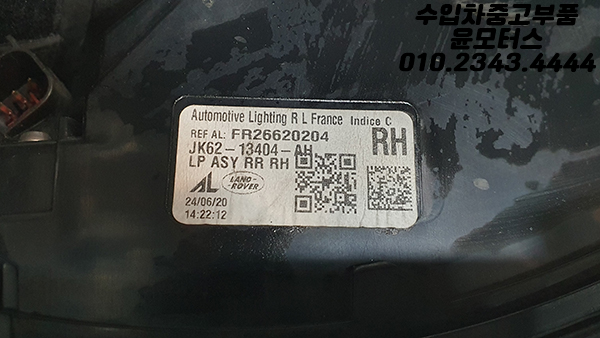 수입차중고부품
윤모터스
010.2343.4444
Automotive Lighting R L France Indice C
REF AL: FR26620204
RH
JK62-13404-AH
LP ASY RR RH
AL
LAND-
ROVER
24/06/20
14:22:12